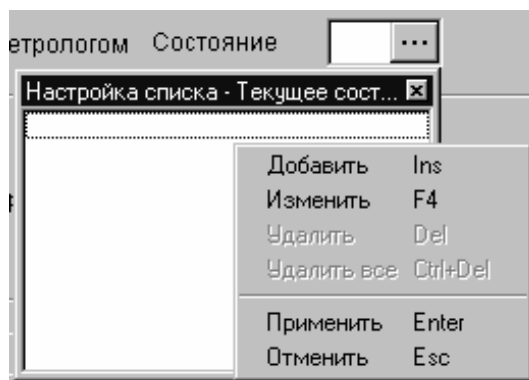 етрологом Состояние ...
Настройка списка - Текущее сост...
Добавить Ins
Изменить F4
Удалить Del
Удалить все Ctrl+Del
Применить Enter
Отменить Esc